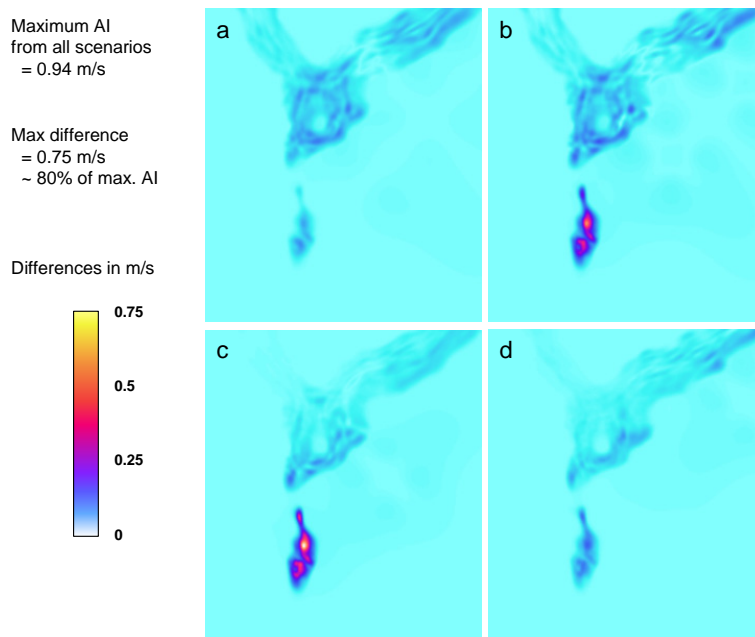 Maximum AI
from all scenarios
= 0.94 m/s
Max difference
= 0.75 m/s
~ 80% of max. AI
Differences in m/s
0.75
0.5
0.25
0
a
b
c
d